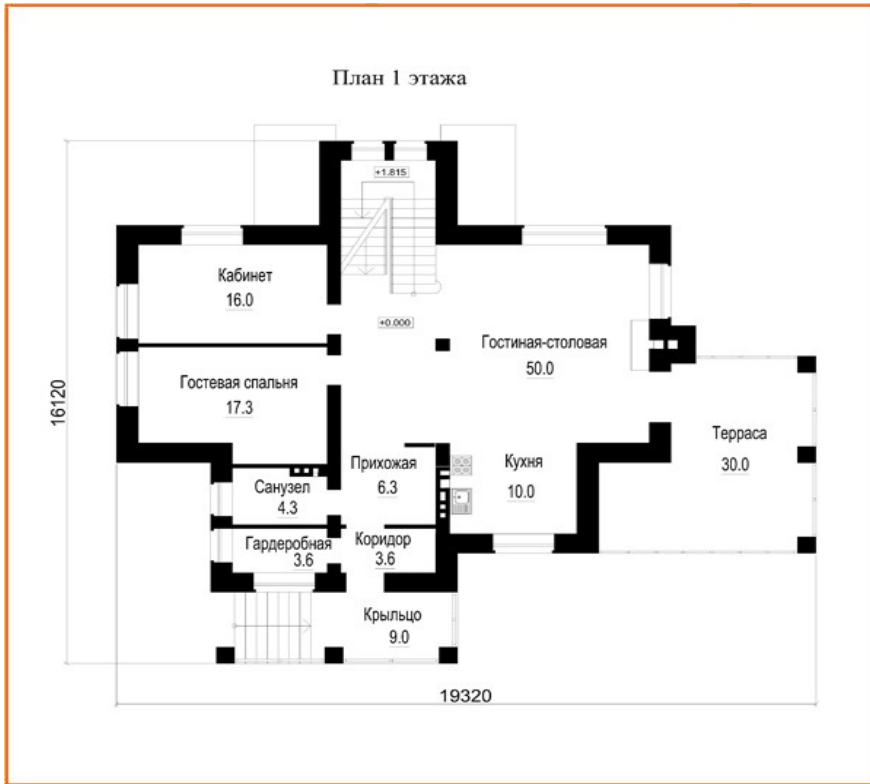 План 1 этажа
+1.815
Кабинет
16.0
+0.000
Гостиная-столовая
50.0
Гостевая спальня
17.3
16120
Терраса
30.0
Прихожая
6.3
Кухня
10.0
Санузел
4.3
Гардеробная
3.6
Коридор
3.6
Крыльцо
9.0
19320